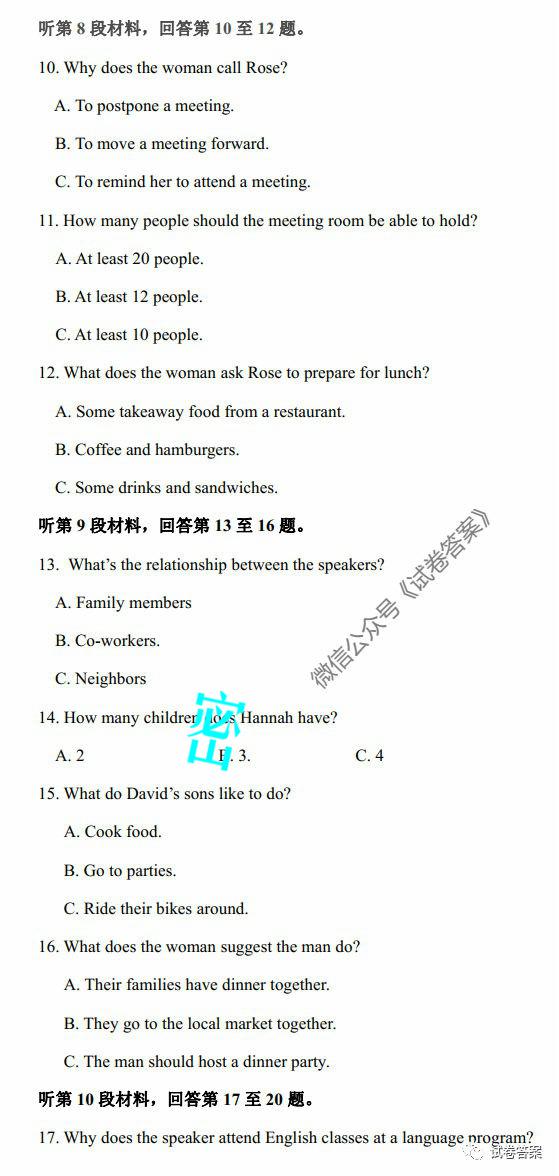 听第 8 段材料，回答第 10 至 12 题。
10. Why does the woman call Rose?
A. To postpone a meeting.
B. To move a meeting forward.
C. To remind her to attend a meeting.
11. How many people should the meeting room be able to hold?
A. At least 20 people.
B. At least 12 people.
C. At least 10 people.
12. What does the woman ask Rose to prepare for lunch?
A. Some takeaway food from a restaurant.
B. Coffee and hamburgers.
C. Some drinks and sandwiches.
听第 9 段材料，回答第 13 至 16 题。
13. What's the relationship between the speakers?
A. Family members
B. Co-workers.
C. Neighbors
微信公众号《试卷答案》
14. How many children does Hannah have?
密
A. 2 B. 3. C. 4
15. What do David's sons like to do?
A. Cook food.
B. Go to parties.
C. Ride their bikes around.
16. What does the woman suggest the man do?
A. Their families have dinner together.
B. They go to the local market together.
C. The man should host a dinner party.
听第 10 段材料，回答第 17 至 20 题。
17. Why does the speaker attend English classes at a language program?
试卷答案